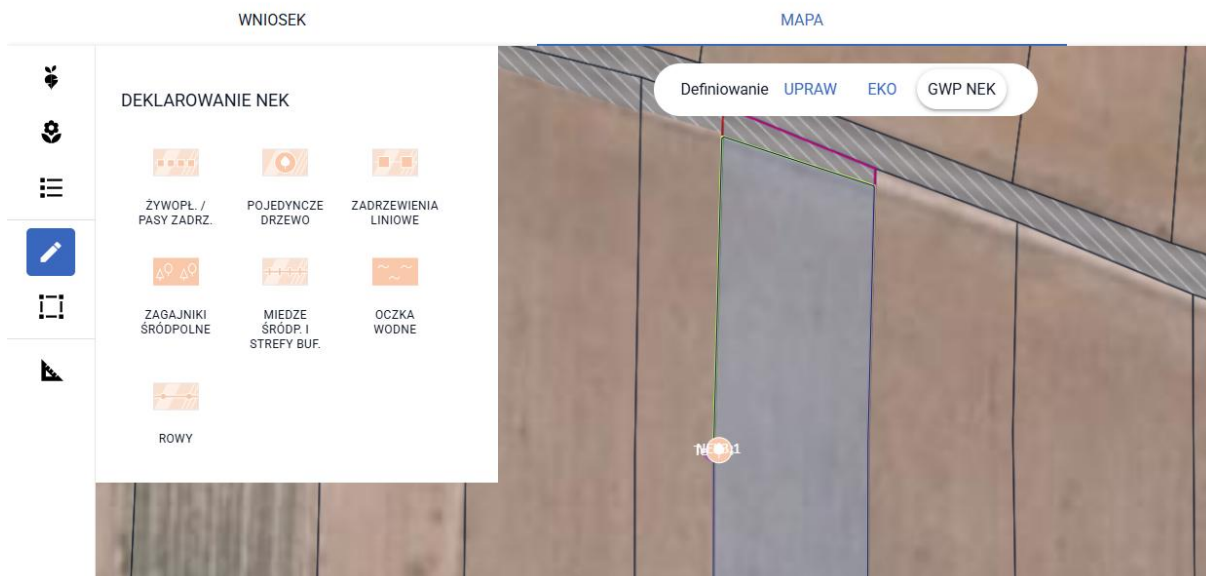 WNIOSEK
MAPA
DEKLAROWANIE NEK
Definiowanie UPRAW EKO GWP NEK
ŻYWOPŁ. /
PASY ZADRZ.
POJEDYNCZE
DRZEWO
ZADRZEWIENIA
LINIOWE
ZAGAJNIKI
ŚRÓDPOLNE
MIEDZE
ŚRÓDP. I
STREFY BUF.
OCZKA
WODNE
ROWY